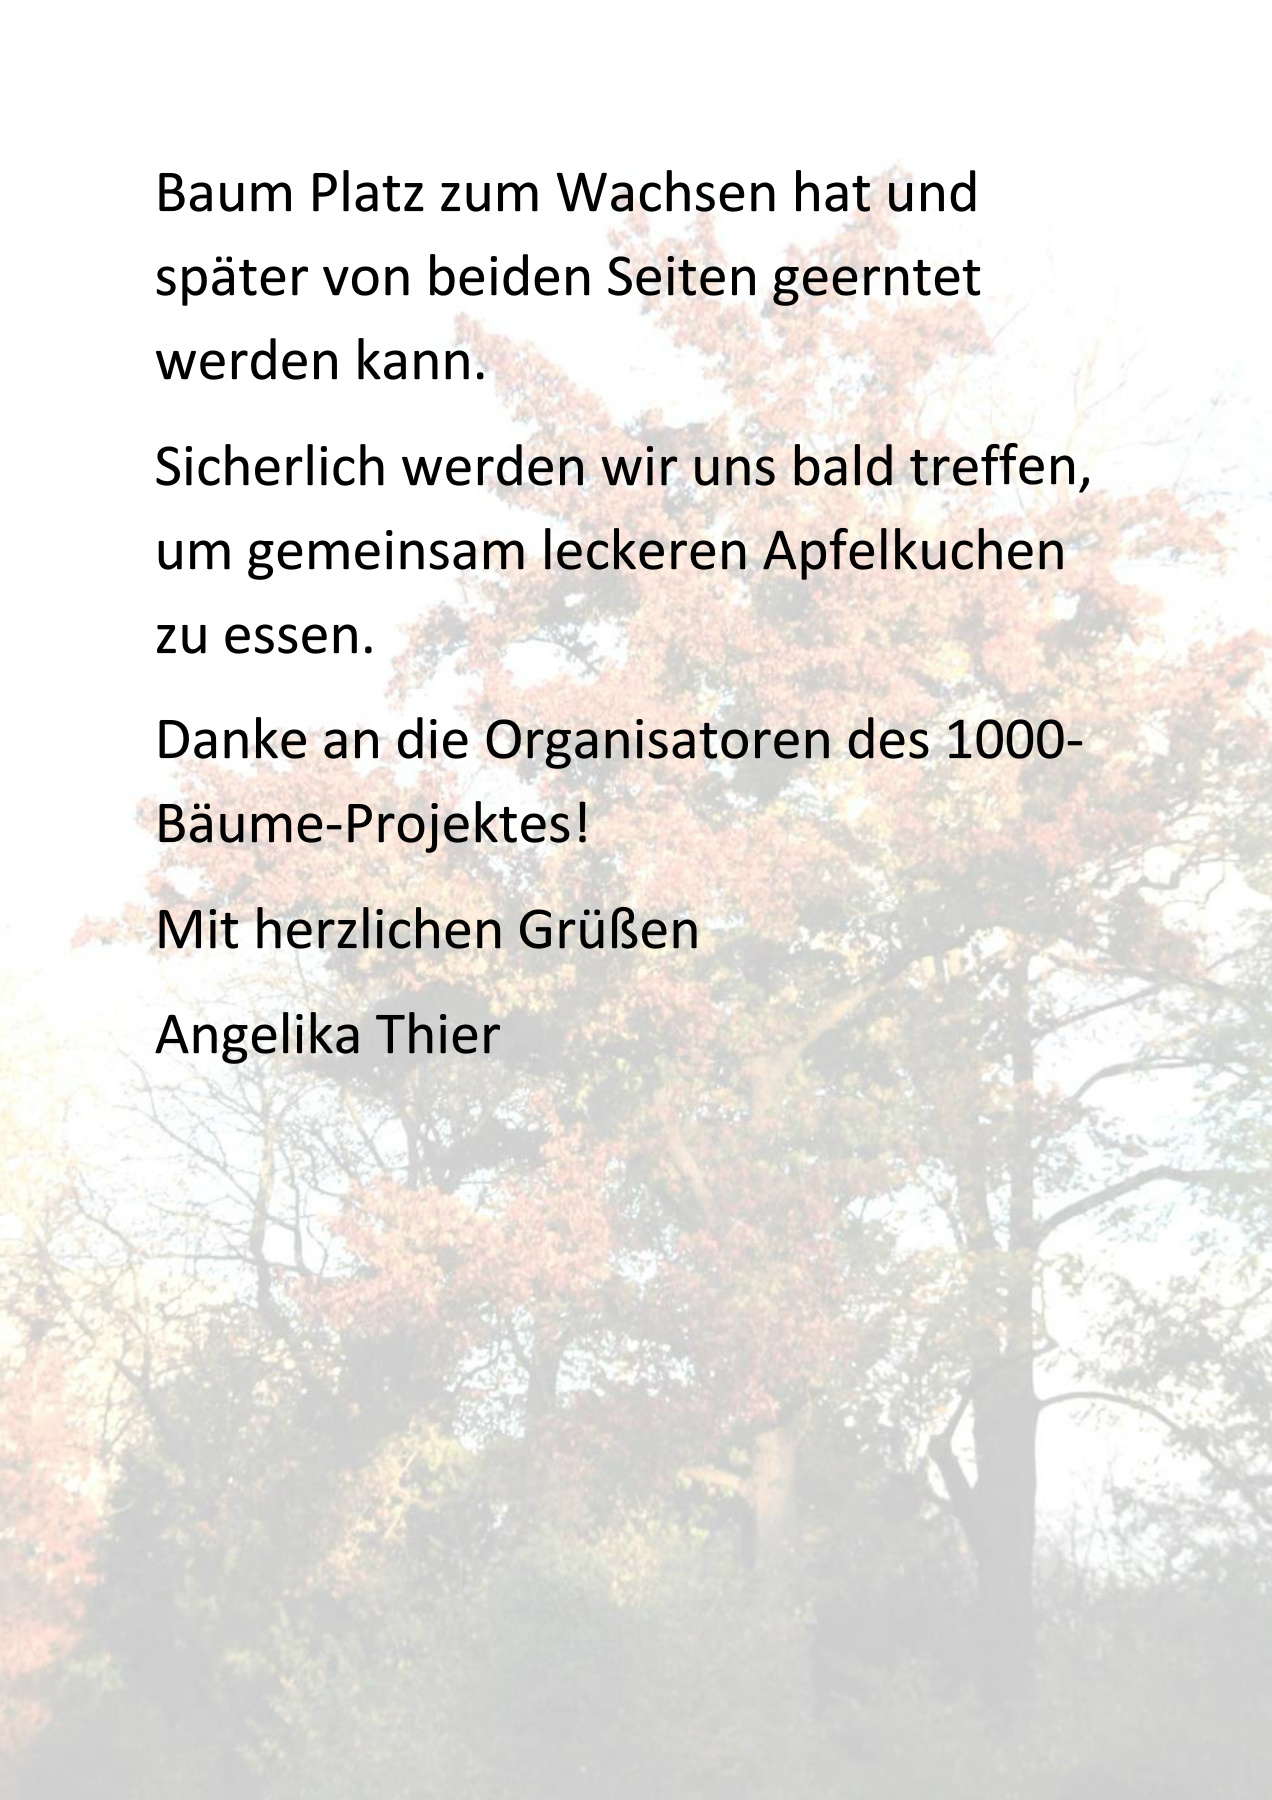 Baum Platz zum Wachsen hat und
später von beiden Seiten geerntet
werden kann.
Sicherlich werden wir uns bald treffen,
um gemeinsam leckeren Apfelkuchen
zu essen.
Danke an die Organisatoren des 1000-
Bäume-Projektes!
Mit herzlichen Grüßen
Angelika Thier